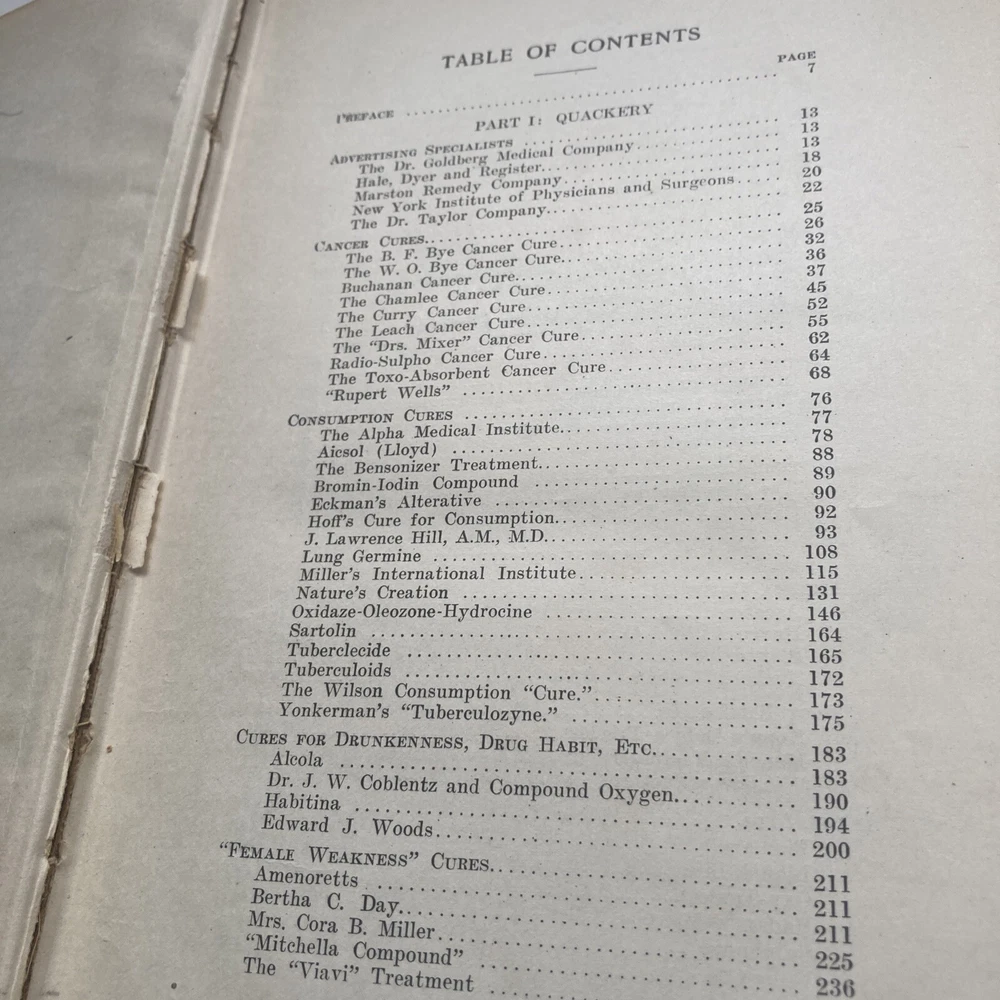 TABLE OF CONTENTS
PAGE
PREFACE ........ 7
PART I: QUACKERY
ADVERTISING SPECIALISTS ........ 13
The Dr. Goldberg Medical Company ........ 13
Hale, Dyer and Register ........ 13
Marston Remedy Company ........ 18
New York Institute of Physicians and Surgeons ..... 20
The Dr. Taylor Company ........ 22
CANCER CURES ........ 25
The B. F. Bye Cancer Cure ........ 26
The W. O. Bye Cancer Cure ........ 32
Buchanan Cancer Cure ........ 36
The Chamlee Cancer Cure ........ 37
The Curry Cancer Cure ........ 45
The Leach Cancer Cure ........ 52
The "Drs. Mixer" Cancer Cure ........ 55
Radio-Sulpho Cancer Cure ........ 62
The Toxo-Absorbent Cancer Cure ........ 64
"Rupert Wells" ........ 68
CONSUMPTION CURES ........ 76
The Alpha Medical Institute ........ 77
Aicsol (Lloyd) ........ 78
The Bensonizer Treatment ........ 88
Bromin-Iodin Compound ........ 89
Eckman's Alterative ........ 90
Hoff's Cure for Consumption ........ 92
J. Lawrence Hill, A.M., M.D. ........ 93
Lung Germine ........ 108
Miller's International Institute ........ 115
Nature's Creation ........ 131
Oxidaze-Oleozone-Hydrocine ........ 146
Sartolin ........ 164
Tuberclecide ........ 165
Tuberculoids ........ 172
The Wilson Consumption "Cure." ........ 173
Yonkerman's "Tuberculozyne." ........ 175
CURES FOR DRUNKENNESS, DRUG HABIT, ETC. ........ 183
Alcola ........ 183
Dr. J. W. Coblentz and Compound Oxygen ........ 190
Habitina ........ 194
Edward J. Woods ........ 200
"FEMALE WEAKNESS" CURES ........ 211
Amenoretts ........ 211
Bertha C. Day ........ 211
Mrs. Cora B. Miller ........ 225
"Mitchella Compound" ........ 236
The "Viavi" Treatment ........